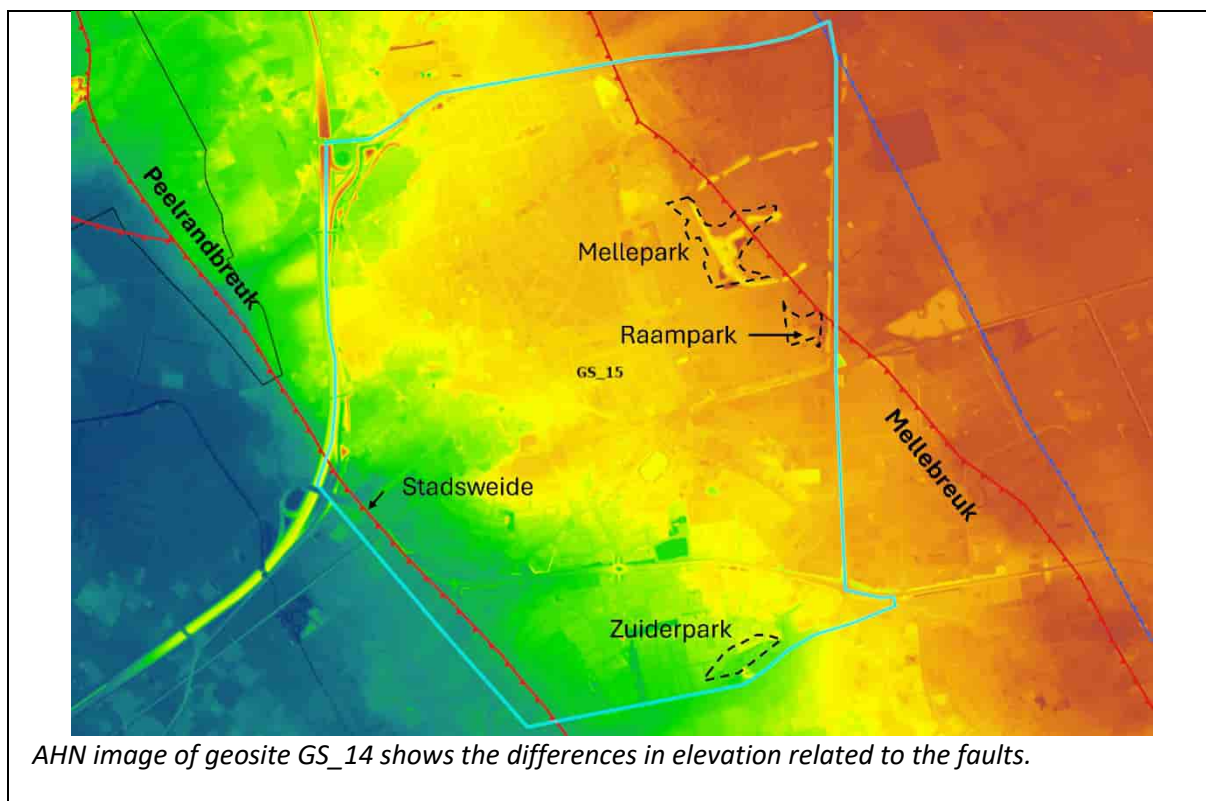 Peelrandbreuk
Mellepark
Raampark
GS_15
Mellebreuk
Stadsweide
Zuiderpark
AHN image of geosite GS_14 shows the differences in elevation related to the faults.